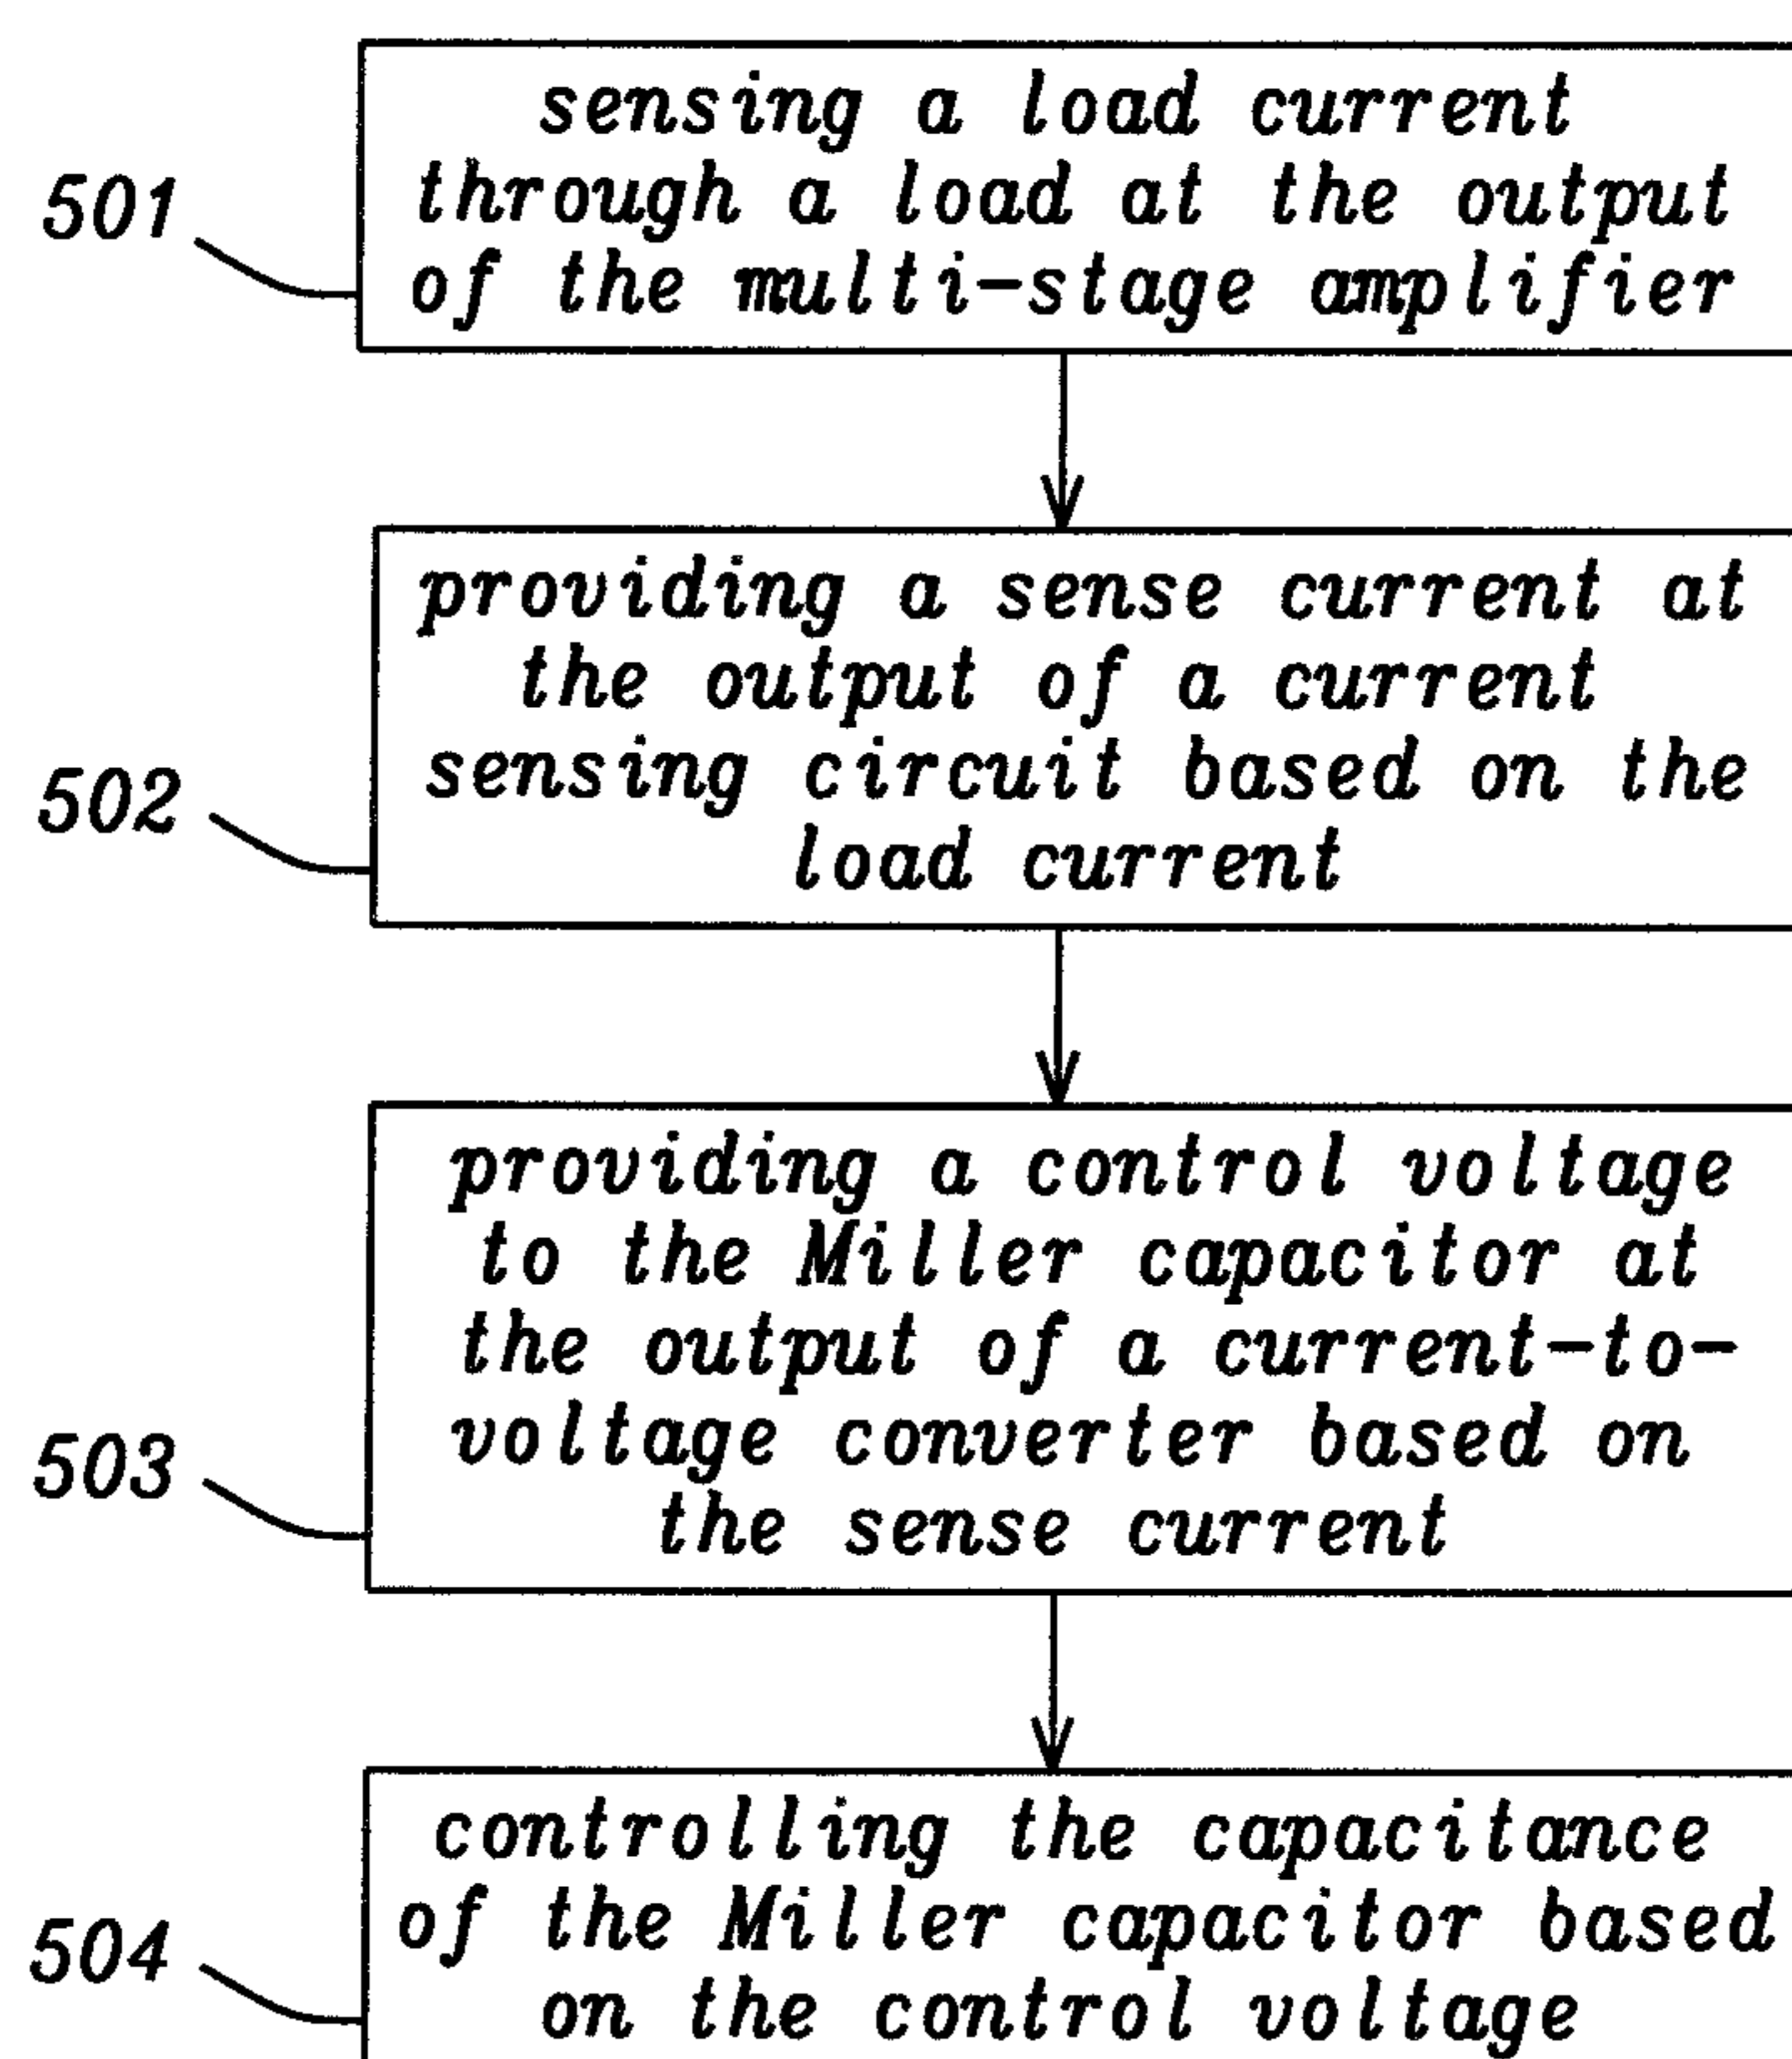 sensing a load current
through a load at the output
of the multi-stage amplifier
501
providing a sense current at
the output of a current
sensing circuit based on the
load current
502
providing a control voltage
to the Miller capacitor at
the output of a current-to-
voltage converter based on
the sense current
503
controlling the capacitance
of the Miller capacitor based
on the control voltage
504